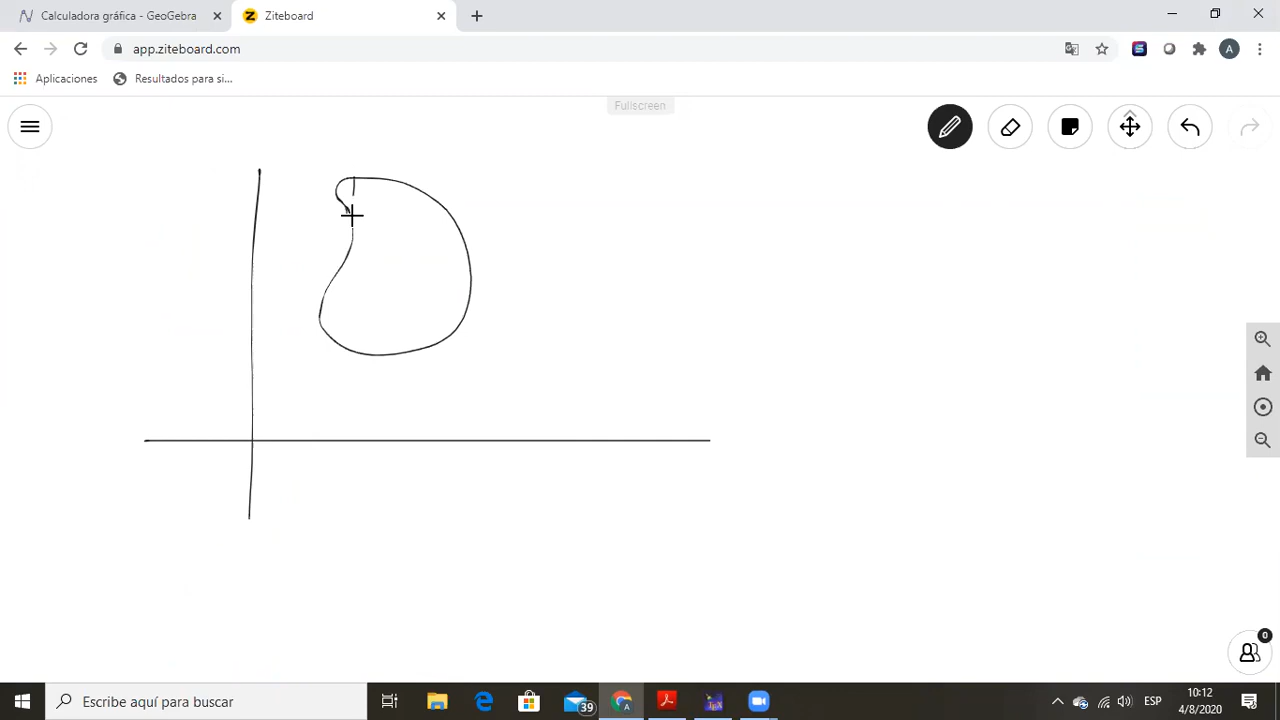 Calculadora gráfica - GeoGebra
Ziteboard
app.ziteboard.com
A
Aplicaciones
Resultados para si...
Fullscreen
0
Escribe aquí para buscar
39
ESP
10:12
4/8/2020